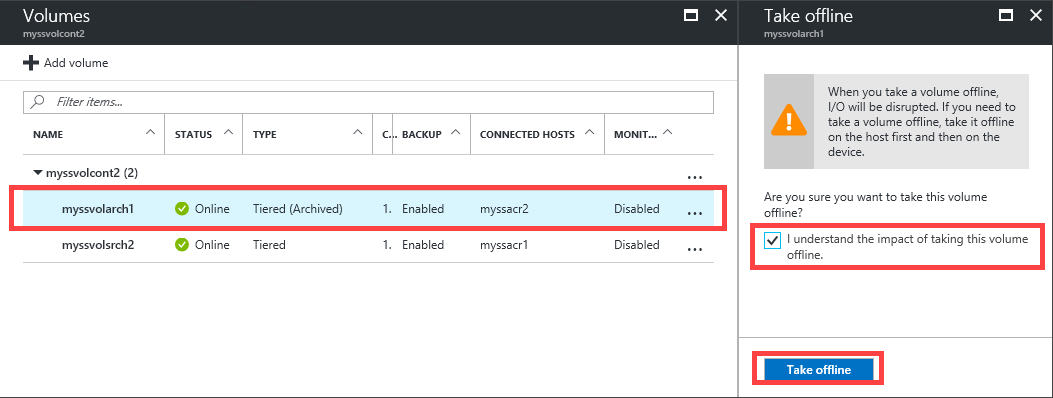 Volumes
myssvolcont2
Add volume
Filter items...
NAME STATUS TYPE C... BACKUP CONNECTED HOSTS MONIT...
myssvolcont2 (2) ...
myssvolarch1 Online Tiered (Archived) 1. Enabled myssacr2 Disabled ...
myssvolsrch2 Online Tiered 1. Enabled myssacr1 Disabled ...
Take offline
myssvolarch1
When you take a volume offline,
I/O will be disrupted. If you need to
take a volume offline, take it offline
on the host first and then on the
device.
Are you sure you want to take this volume
offline?
I understand the impact of taking this volume
offline.
Take offline